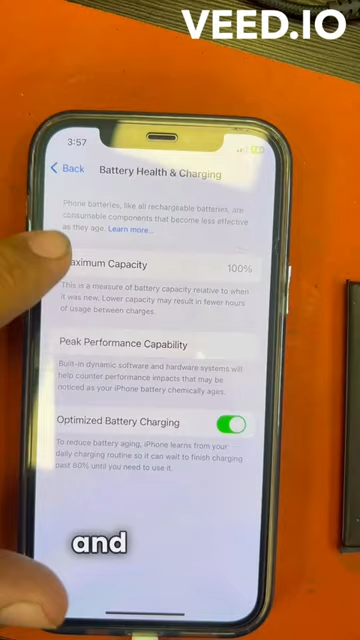 VEED.IO
3:57
Back
Battery Health & Charging
Phone batteries, like all rechargeable batteries, are
consumable components that become less effective
as they age. Learn more...
aximum Capacity
100%
This is a measure of battery capacity relative to when
it was new. Lower capacity may result in fewer hours
of usage between charges.
Peak Performance Capability
Built-in dynamic software and hardware systems will
help counter performance impacts that may be
noticed as your iPhone battery chemically ages.
Optimized Battery Charging
To reduce battery aging, iPhone learns from your
daily charging routine so it can wait to finish charging
past 80% until you need to use it.
and